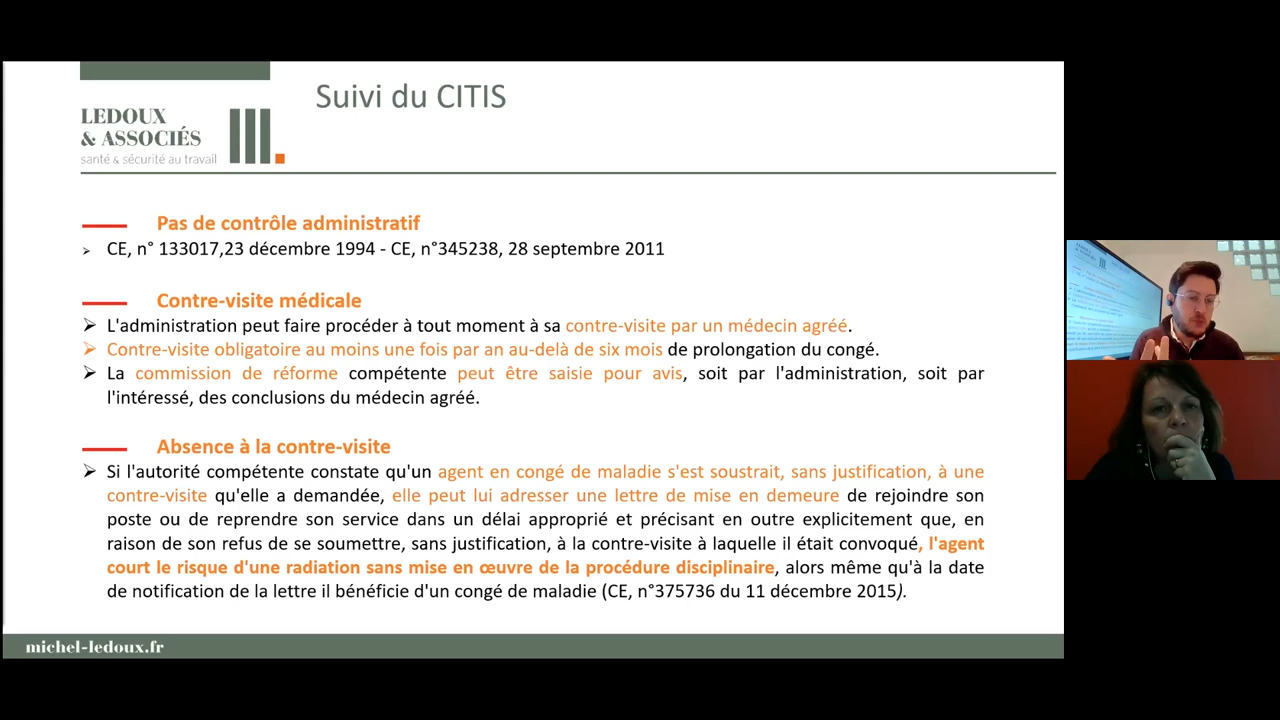 Suivi du CITIS
LEDOUX
& ASSOCIÉS
santé & sécurité au travail
Pas de contrôle administratif
CE, n° 133017,23 décembre 1994 - CE, n°345238, 28 septembre 2011
Contre-visite médicale
L'administration peut faire procéder à tout moment à sa contre-visite par un médecin agréé.
Contre-visite obligatoire au moins une fois par an au-delà de six mois de prolongation du congé.
La commission de réforme compétente peut être saisie pour avis, soit par l'administration, soit par
l'intéressé, des conclusions du médecin agréé.
Absence à la contre-visite
Si l'autorité compétente constate qu'un agent en congé de maladie s'est soustrait, sans justification, à une
contre-visite qu'elle a demandée, elle peut lui adresser une lettre de mise en demeure de rejoindre son
poste ou de reprendre son service dans un délai approprié et précisant en outre explicitement que, en
raison de son refus de se soumettre, sans justification, à la contre-visite à laquelle il était convoqué, l'agent
court le risque d'une radiation sans mise en œuvre de la procédure disciplinaire, alors même qu'à la date
de notification de la lettre il bénéficie d'un congé de maladie (CE, n°375736 du 11 décembre 2015).
michel-ledoux.fr